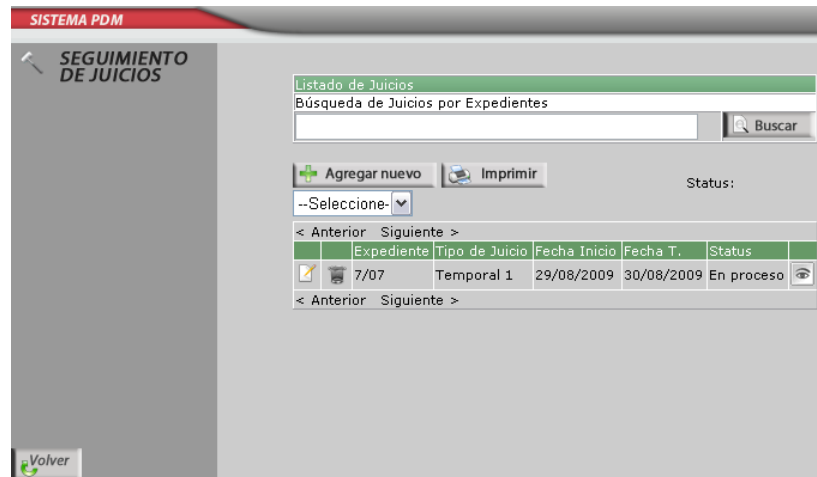 SISTEMA PDM
SEGUIMIENTO
DE JUICIOS
Listado de Juicios
Búsqueda de Juicios por Expedientes
Buscar
Agregar nuevo Imprimir Status:
--Seleccione-
< Anterior Siguiente >
Expediente Tipo de Juicio Fecha Inicio Fecha T. Status
7/07 Temporal 1 29/08/2009 30/08/2009 En proceso
< Anterior Siguiente >
Volver